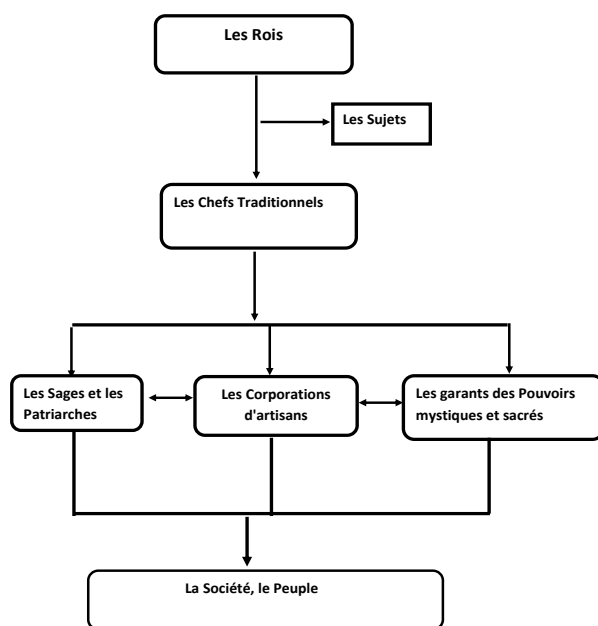 Les Rois
Les Sujets
Les Chefs Traditionnels
Les Sages et les
Patriarches
Les Corporations
d'artisans
Les garants des Pouvoirs
mystiques et sacrés
La Société, le Peuple